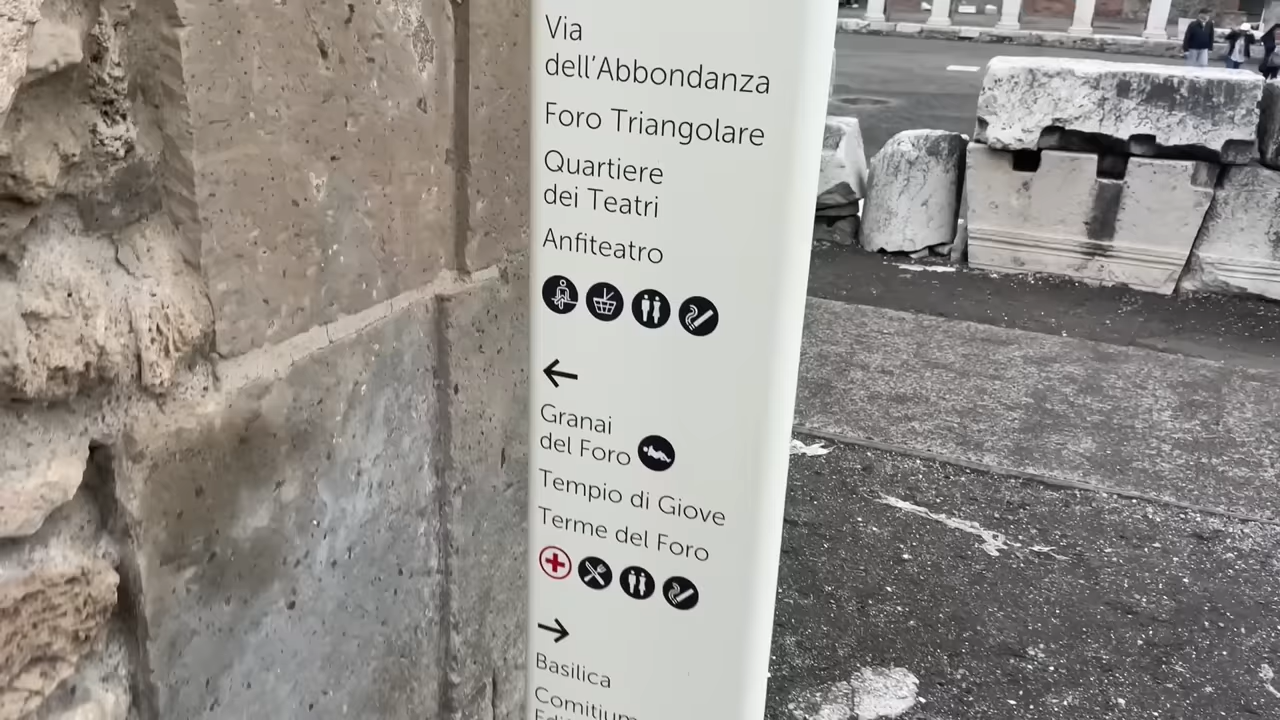 Via
dell'Abbondanza
Foro Triangolare
Quartiere
dei Teatri
Anfiteatro
←
Granai
del Foro
Tempio di Giove
Terme del Foro
→
Basilica
Comitium